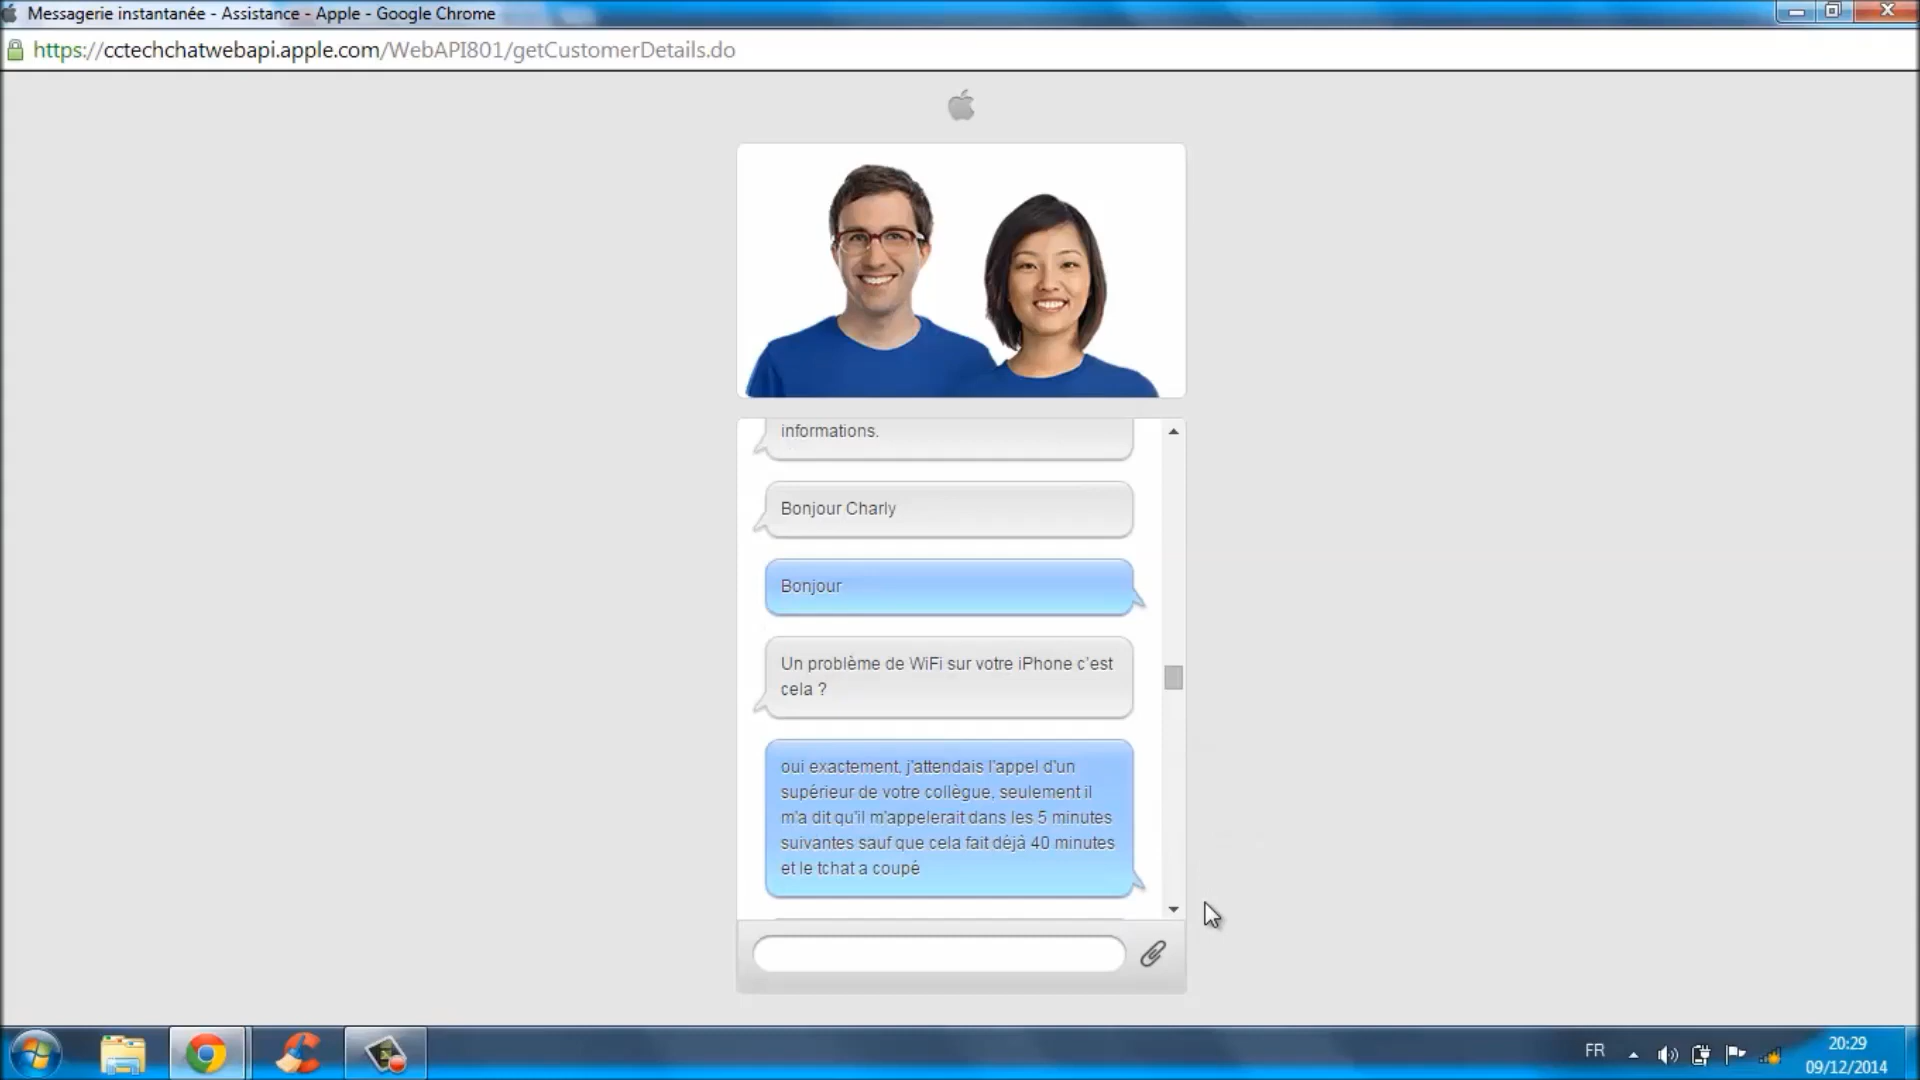 Messagerie instantanée - Assistance - Apple - Google Chrome
https://cctechchatwebapi.apple.com/WebAPI801/getCustomerDetails.do
informations.
Bonjour Charly
Bonjour
Un problème de WiFi sur votre iPhone c'est
cela ?
oui exactement, j'attendais l'appel d'un
supérieur de votre collègue, seulement il
m'a dit qu'il m'appelerait dans les 5 minutes
suivantes sauf que cela fait déjà 40 minutes
et le tchat a coupé
FR
20:29
09/12/2014